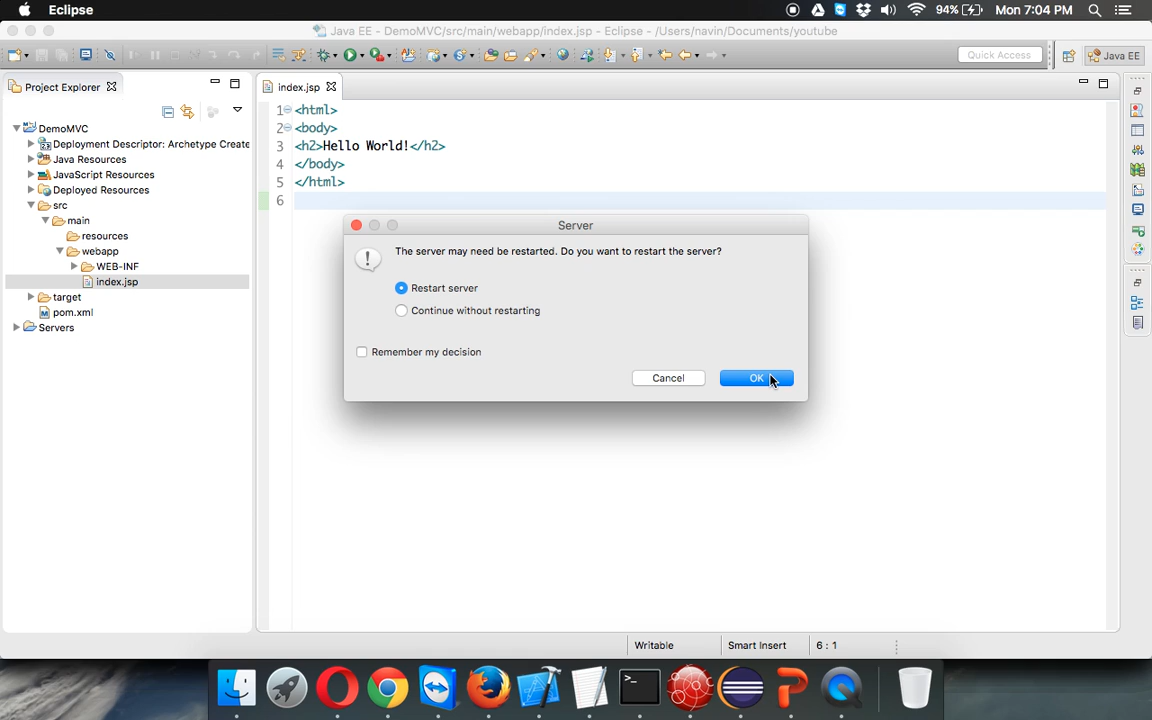 Eclipse
94%
Mon 7:04 PM
Java EE - DemoMVC/src/main/webapp/index.jsp - Eclipse - /Users/navin/Documents/youtube
Quick Access
Java EE
Project Explorer
index.jsp
DemoMVC
Deployment Descriptor: Archetype Create
Java Resources
JavaScript Resources
Deployed Resources
src
main
resources
webapp
WEB-INF
index.jsp
target
pom.xml
Servers
1 <html>
2 <body>
3 <h2>Hello World!</h2>
4 </body>
5 </html>
6
Server
The server may need be restarted. Do you want to restart the server?
Restart server
Continue without restarting
Remember my decision
Cancel
OK
Writable
Smart Insert
6 : 1